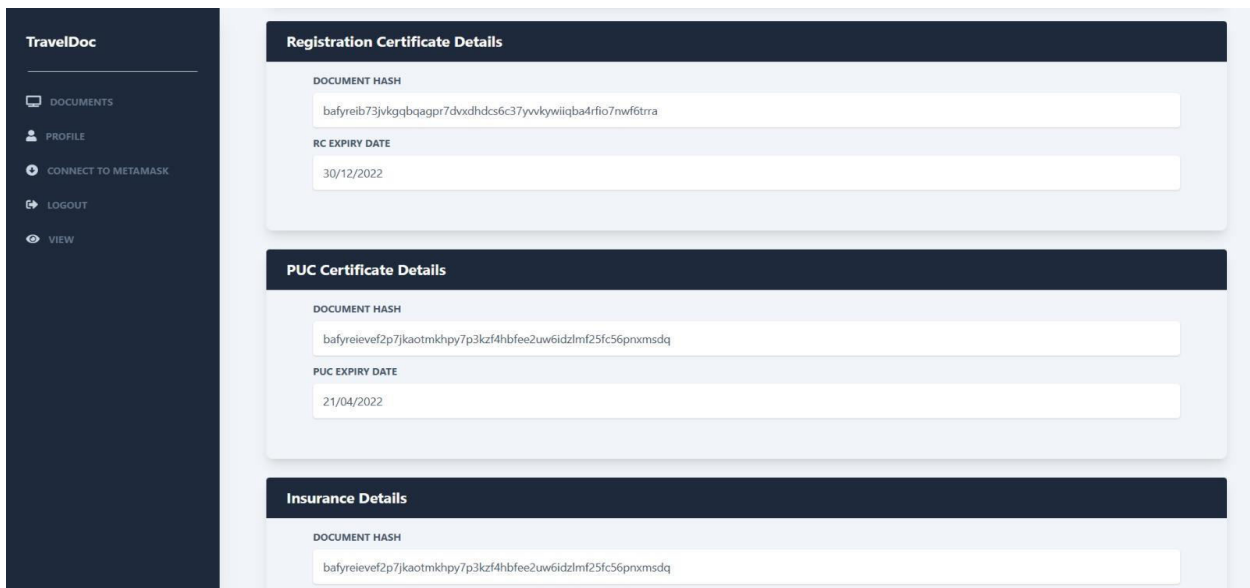 TravelDoc
DOCUMENTS
PROFILE
CONNECT TO METAMASK
LOGOUT
VIEW
Registration Certificate Details
DOCUMENT HASH
bafyreib73jvkgqbqagpr7dvxdhdcs6c37yvvkywiiqba4rfio7nwf6trra
RC EXPIRY DATE
30/12/2022
PUC Certificate Details
DOCUMENT HASH
bafyreievef2p7jkaotmkhpy7p3kzf4hbfee2uw6idzlmf25fc56pnxmsdq
PUC EXPIRY DATE
21/04/2022
Insurance Details
DOCUMENT HASH
bafyreievef2p7jkaotmkhpy7p3kzf4hbfee2uw6idzlmf25fc56pnxmsdq